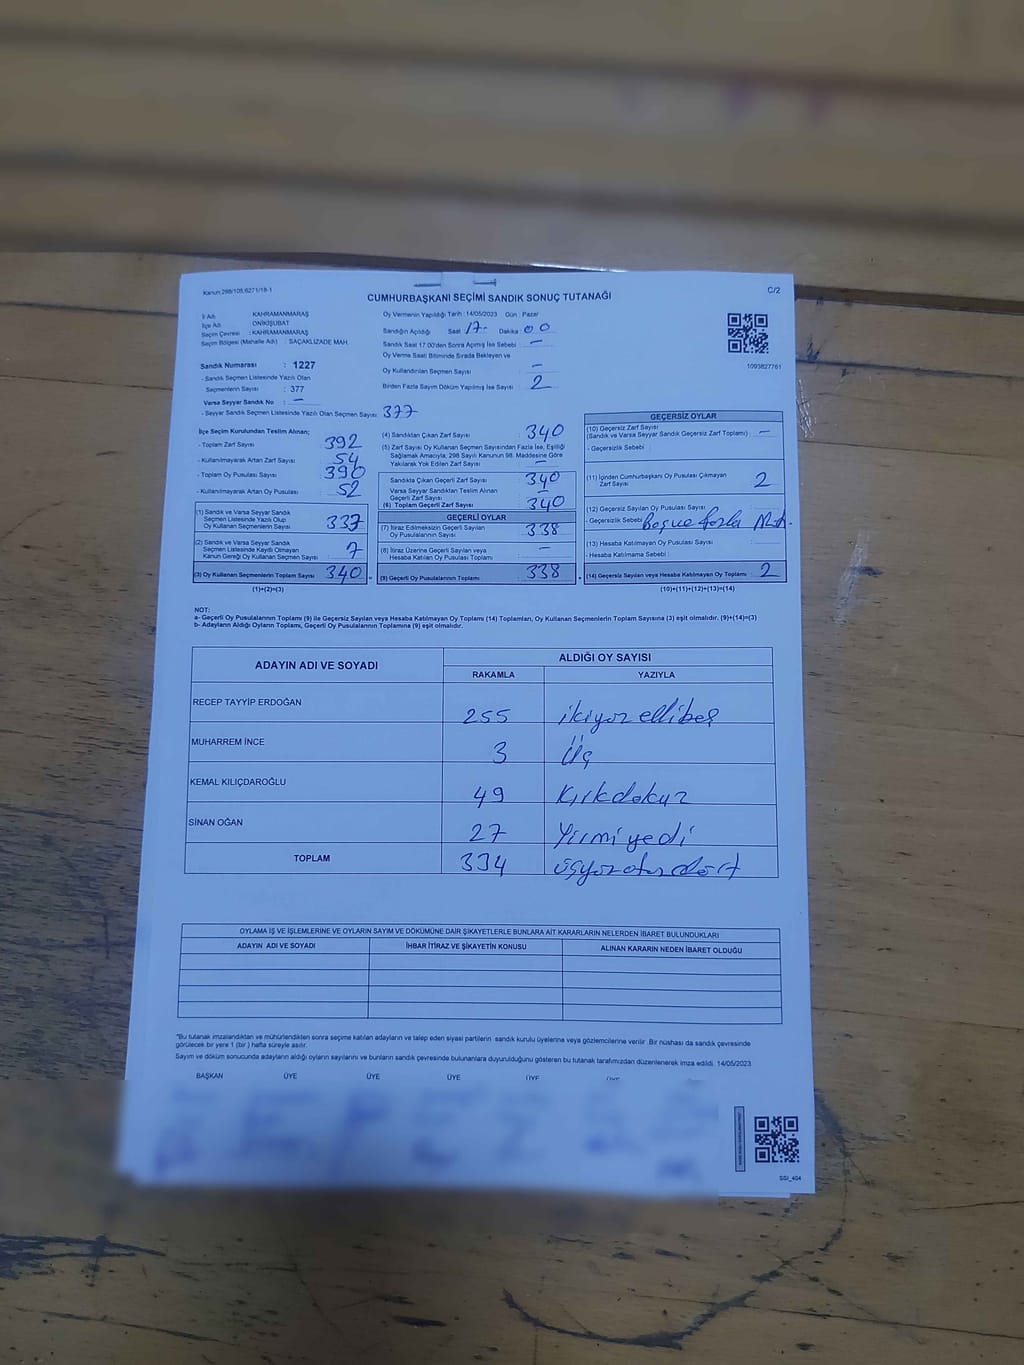 Kanun:298/105,6271/18-1
C/2
CUMHURBAŞKANI SEÇİMİ SANDIK SONUÇ TUTANAĞI
İl Adı : KAHRAMANMARAŞ
İlçe Adı : ONİKİŞUBAT
Seçim Çevresi : KAHRAMANMARAŞ
Seçim Bölgesi (Mahalle Adı) : SAÇAKLIZADE MAH.
Sandık Numarası : 1227
- Sandık Seçmen Listesinde Yazılı Olan
Seçmenlerin Sayısı : 377
Varsa Seyyar Sandık No : –
- Seyyar Sandık Seçmen Listesinde Yazılı Olan Seçmen Sayısı: 377
Oy Vermenin Yapıldığı Tarih : 14/05/2023 Gün : Pazar
Sandığın Açıldığı Saat : 17- Dakika : 00
Sandık Saat 17:00'den Sonra Açılmış İse Sebebi : –
Oy Verme Saati Bitiminde Sırada Bekleyen ve
Oy Kullandırılan Seçmen Sayısı : –
Birden Fazla Sayım Döküm Yapılmış İse Sayısı : 2
1093827761
İlçe Seçim Kurulundan Teslim Alınan;
- Toplam Zarf Sayısı : 392
- Kullanılmayarak Artan Zarf Sayısı : 54
- Toplam Oy Pusulası Sayısı : 390
- Kullanılmayarak Artan Oy Pusulası : 52
(1) Sandık ve Varsa Seyyar Sandık
Seçmen Listesinde Yazılı Olup
Oy Kullanan Seçmenlerin Sayısı : 337
(2) Sandık ve Varsa Seyyar Sandık
Seçmen Listesinde Kaydı Olmayan
Kanun Gereği Oy Kullanan Seçmen Sayısı : 7
(3) Oy Kullanan Seçmenlerin Toplam Sayısı : 340
(1)+(2)=(3)
(4) Sandıktan Çıkan Zarf Sayısı : 340
(5) Zarf Sayısı Oy Kullanan Seçmen Sayısından Fazla İse, Eşitliği
Sağlamak Amacıyla, 298 Sayılı Kanunun 98. Maddesine Göre
Yakılarak Yok Edilen Zarf Sayısı : –
Sandıkta Çıkan Geçerli Zarf Sayısı : 340
Varsa Seyyar Sandıktan Teslim Alınan
Geçerli Zarf Sayısı : –
(6) Toplam Geçerli Zarf Sayısı : 340
GEÇERLİ OYLAR
(7) İtiraz Edilmeksizin Geçerli Sayılan
Oy Pusulalarının Sayısı : 338
(8) İtiraz Üzerine Geçerli Sayılan veya
Hesaba Katılan Oy Pusulası Toplamı : –
(9) Geçerli Oy Pusulalarının Toplamı : 338
GEÇERSİZ OYLAR
(10) Geçersiz Zarf Sayısı
(Sandık ve Varsa Seyyar Sandık Geçersiz Zarf Toplamı) : –
- Geçersizlik Sebebi :
(11) İçinden Cumhurbaşkanı Oy Pusulası Çıkmayan
Zarf Sayısı : 2
(12) Geçersiz Sayılan Oy Pusulası Sayısı :
- Geçersizlik Sebebi fazla
(13) Hesaba Katılmayan Oy Pusulası Sayısı :
- Hesaba Katılmama Sebebi :
(14) Geçersiz Sayılan veya Hesaba Katılmayan Oy Toplamı : 2
(10)+(11)+(12)+(13)=(14)
NOT:
a- Geçerli Oy Pusulalarının Toplamı (9) ile Geçersiz Sayılan veya Hesaba Katılmayan Oy Toplamı (14) Toplamları, Oy Kullanan Seçmenlerin Toplam Sayısına (3) eşit olmalıdır. (9)+(14)=(3)
b- Adayların Aldığı Oyların Toplamı, Geçerli Oy Pusulalarının Toplamına (9) eşit olmalıdır.
ADAYIN ADI VE SOYADI
ALDIĞI OY SAYISI
RAKAMLA YAZIYLA
RECEP TAYYİP ERDOĞAN 255 ikiyüz ellibeş
MUHARREM İNCE 3 Üç
KEMAL KILIÇDAROĞLU 49 Kırkdokuz
SİNAN OĞAN 27 Yirmi yedi
TOPLAM 334 üçyüz otuz dört
OYLAMA İŞ VE İŞLEMLERİNE VE OYLARIN SAYIM VE DÖKÜMÜNE DAİR ŞİKAYETLERLE BUNLARA AİT KARARLARIN NELERDEN İBARET BULUNDUKLARI
ADAYIN ADI VE SOYADI İHBAR İTİRAZ VE ŞİKAYETİN KONUSU ALINAN KARARIN NEDEN İBARET OLDUĞU
*Bu tutanak imzalandıktan ve mühürlendikten sonra seçime katılan adayların ve talep eden siyasi partilerin sandık kurulu üyelerine veya gözlemcilerine verilir. Bir nüshası da sandık çevresinde
görülecek bir yere 1 (bir) hafta süreyle asılır.
Sayım ve döküm sonucunda adayların aldığı oyların sayılarını ve bunların sandık çevresinde bulunanlara duyurulduğunu gösteren bu tutanak tarafımızdan düzenlenerek imza edildi. 14/05/2023
BAŞKAN ÜYE ÜYE ÜYE ÜYE ÜYE
SSI_404